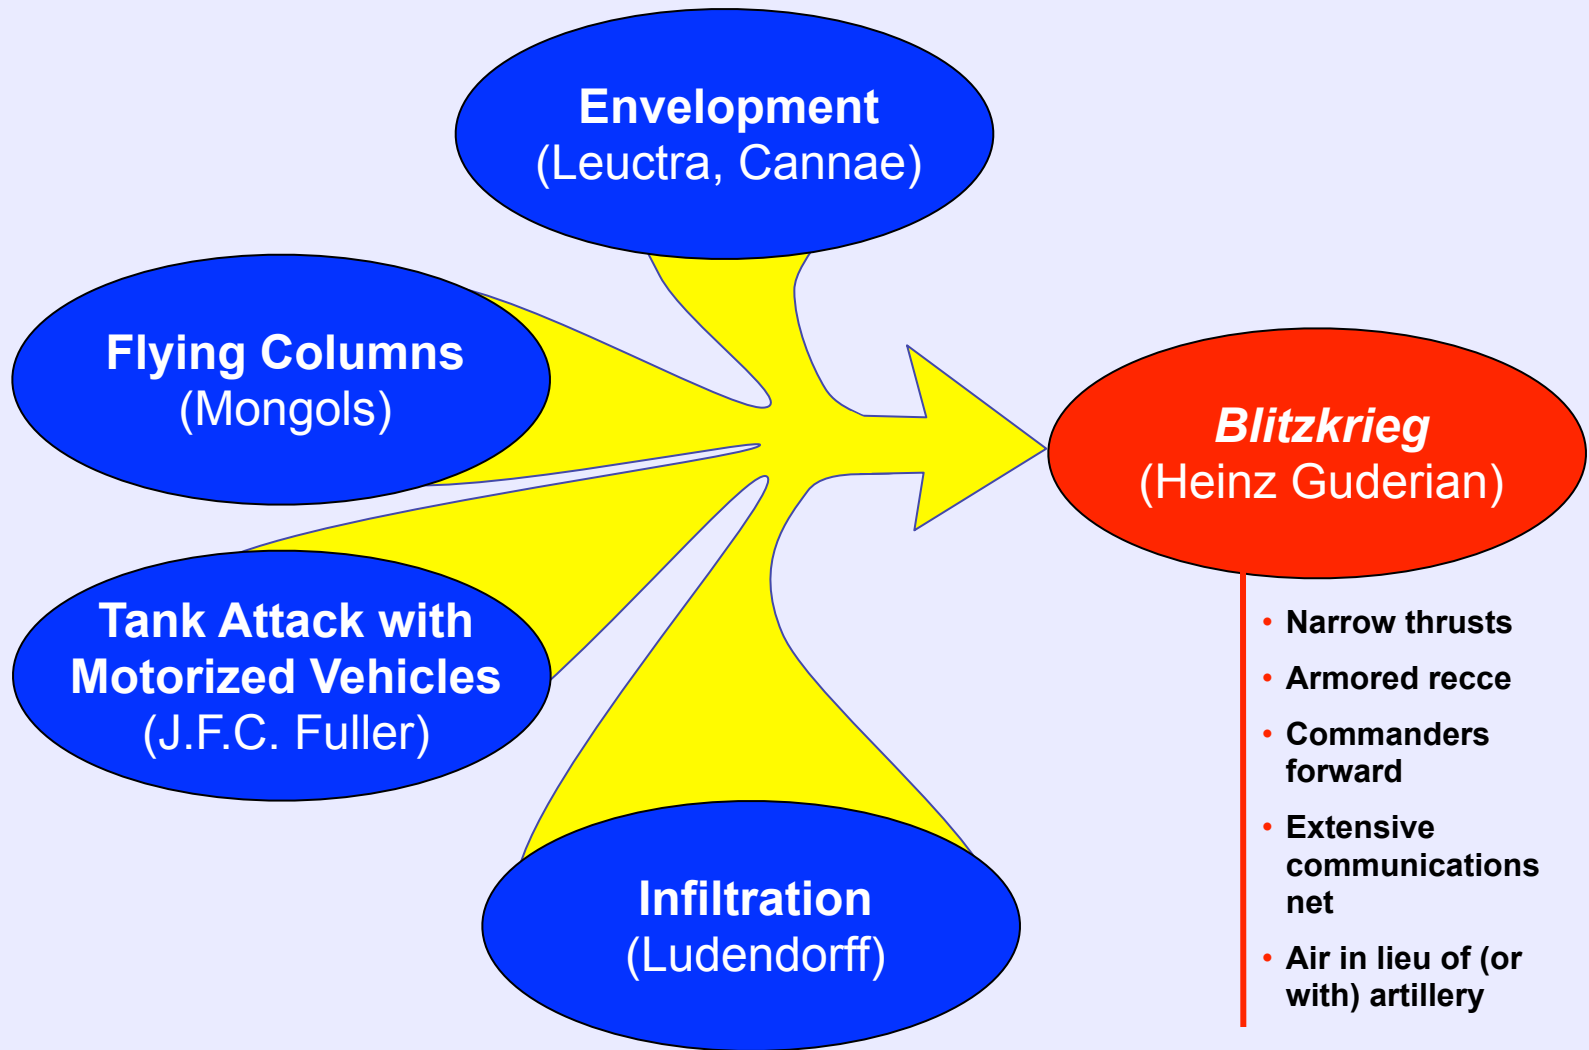 Envelopment
(Leuctra, Cannae)
Flying Columns
(Mongols)
Tank Attack with
Motorized Vehicles
(J.F.C. Fuller)
Infiltration
(Ludendorff)
Blitzkrieg
(Heinz Guderian)
• Narrow thrusts
• Armored recce
• Commanders
forward
• Extensive
communications
net
• Air in lieu of (or
with) artillery